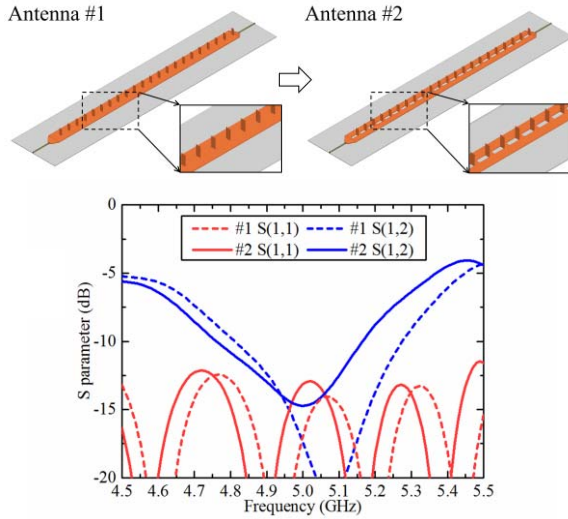 Antenna #1
Antenna #2
#1 S(1,1) #1 S(1,2)
#2 S(1,1) #2 S(1,2)
S parameter (dB)
0
-5
-10
-15
-20
4.5 4.6 4.7 4.8 4.9 5.0 5.1 5.2 5.3 5.4 5.5
Frequency (GHz)